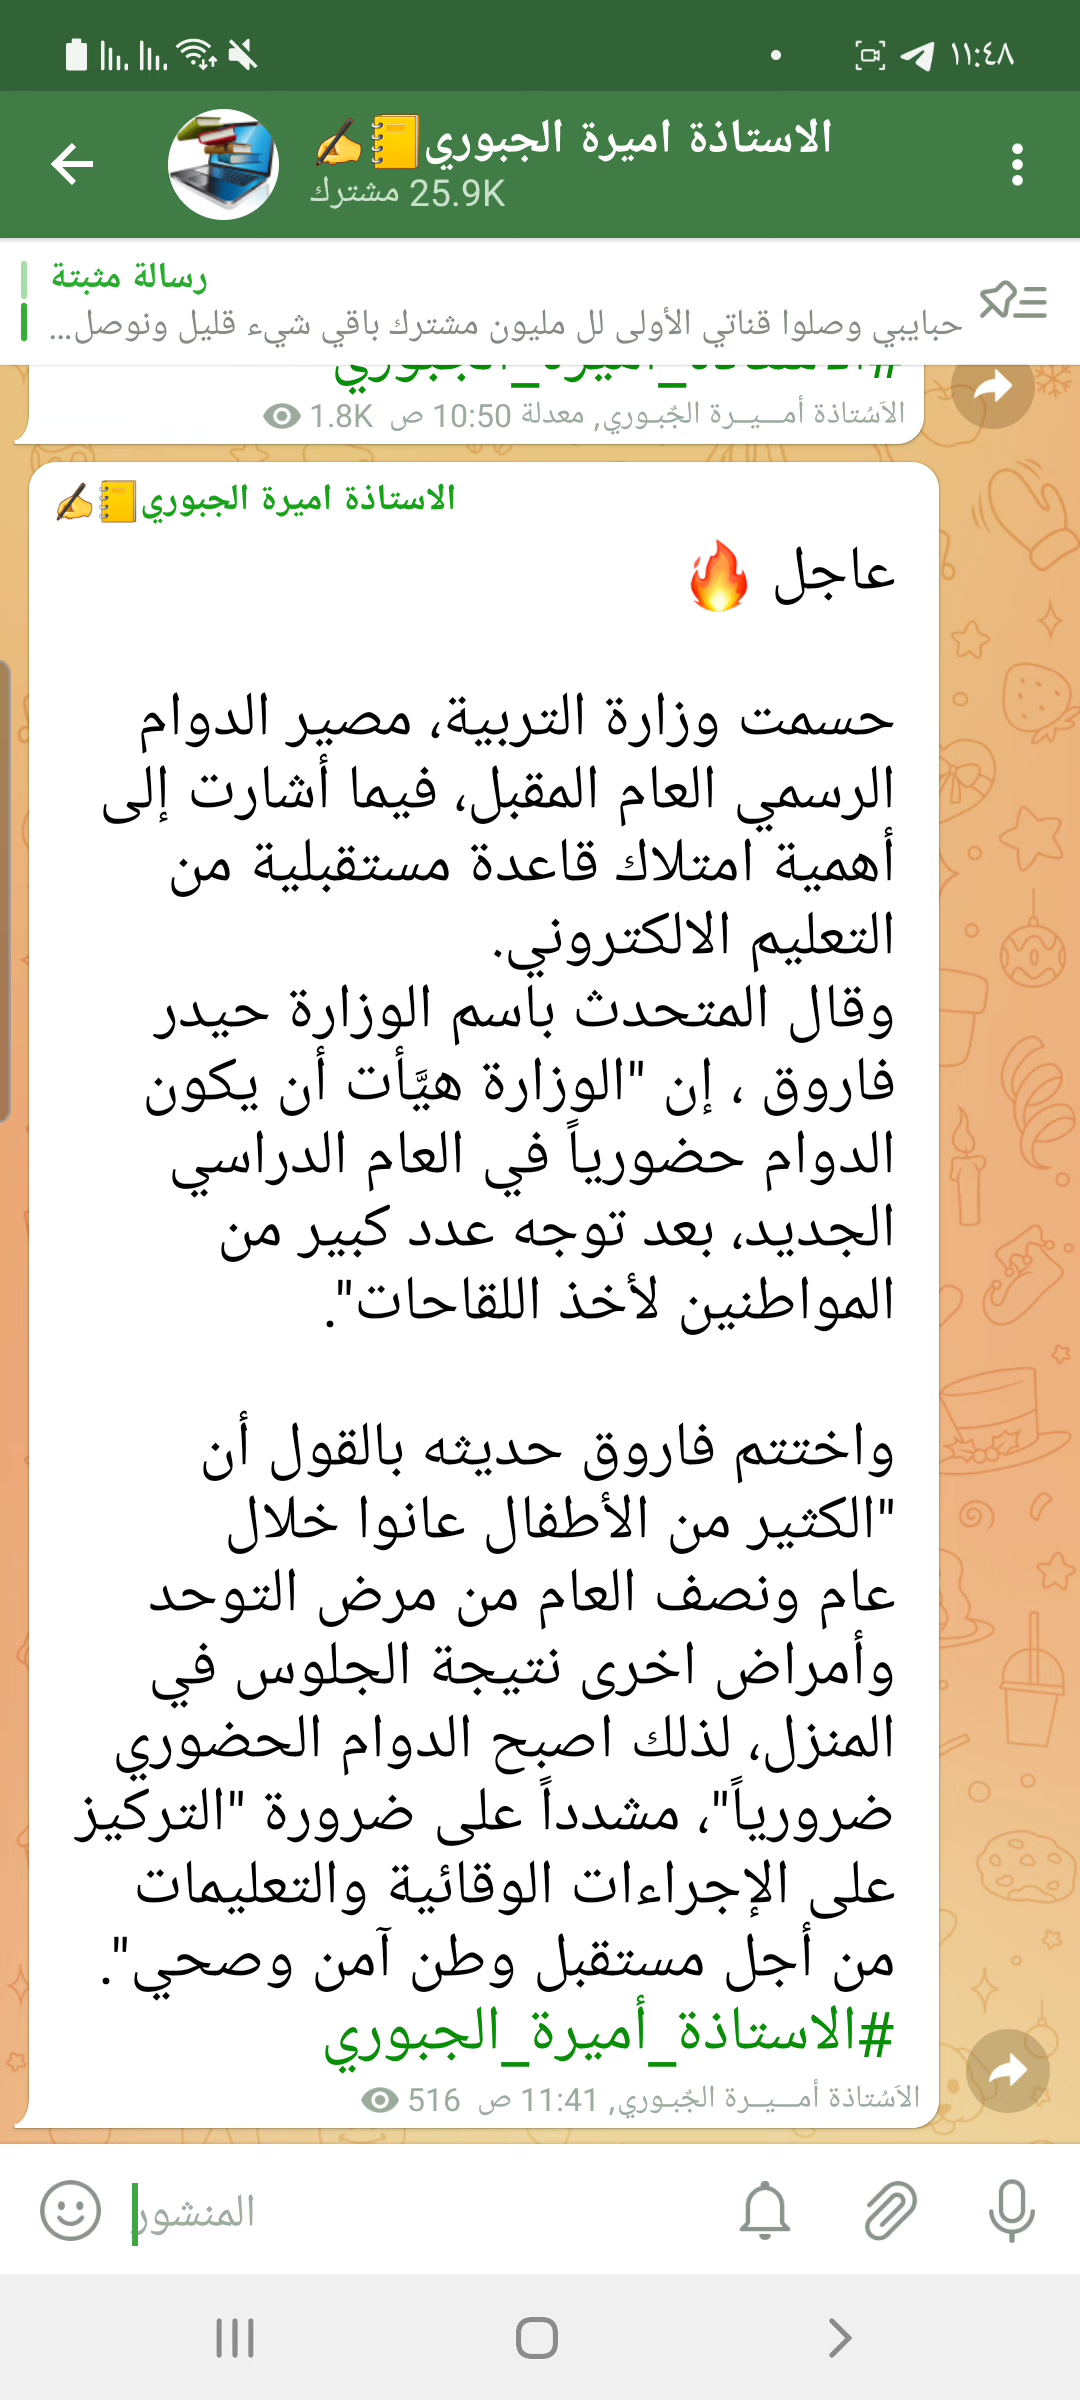 ١١:٤٨
الاستاذة اميرة الجبوري📒✍️
25.9K مشترك
رسالة مثبتة
حبايبي وصلوا قناتي الأولى لل مليون مشترك باقي شيء قليل ونوصل...
#الاستاذة_أميرة_الجبوري
الاَسُتاذة أمـــيــرة الجٌبـوري, معدلة 10:50 ص 1.8K
الاستاذة اميرة الجبوري📒✍️
عاجل 🔥
حسمت وزارة التربية، مصير الدوام
الرسمي العام المقبل، فيما أشارت إلى
أهمية امتلاك قاعدة مستقبلية من
التعليم الالكتروني.
وقال المتحدث باسم الوزارة حيدر
فاروق ، إن "الوزارة هيَّأت أن يكون
الدوام حضورياً في العام الدراسي
الجديد، بعد توجه عدد كبير من
المواطنين لأخذ اللقاحات".
واختتم فاروق حديثه بالقول أن
"الكثير من الأطفال عانوا خلال
عام ونصف العام من مرض التوحد
وأمراض اخرى نتيجة الجلوس في
المنزل، لذلك اصبح الدوام الحضوري
ضرورياً"، مشدداً على ضرورة "التركيز
على الإجراءات الوقائية والتعليمات
من أجل مستقبل وطن آمن وصحي".
#الاستاذة_أميرة_الجبوري
الاَسُتاذة أمـــيــرة الجٌبـوري, 11:41 ص 516
المنشور